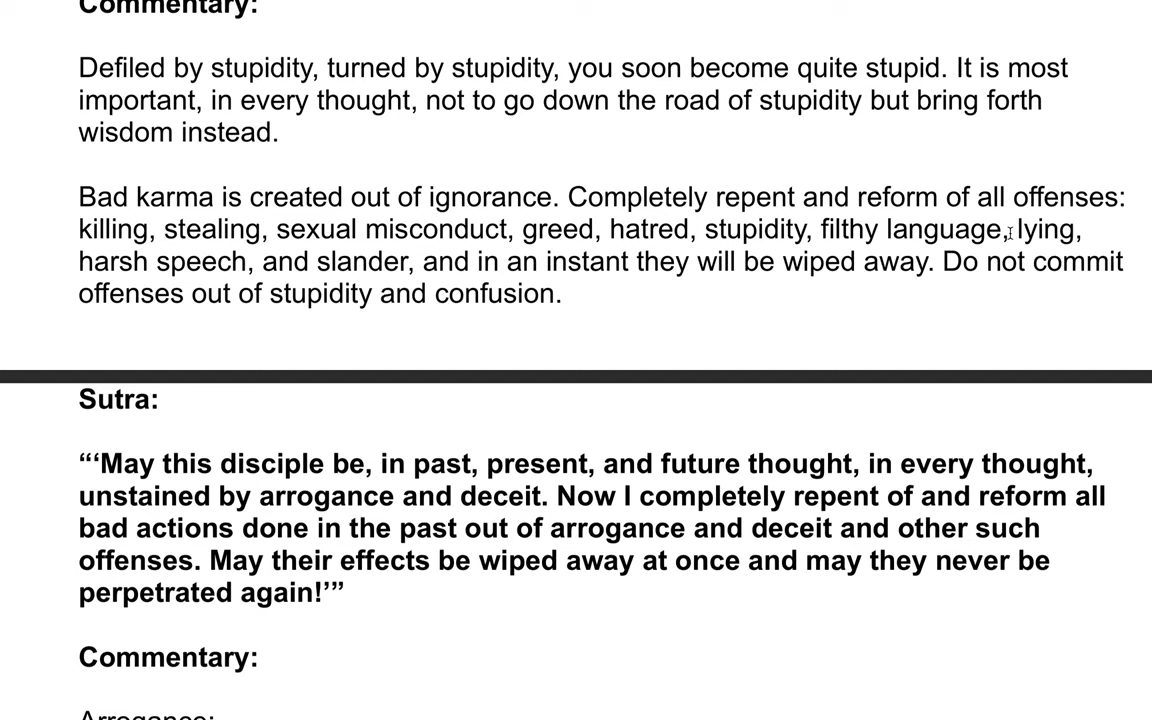 Commentary:
Defiled by stupidity, turned by stupidity, you soon become quite stupid. It is most
important, in every thought, not to go down the road of stupidity but bring forth
wisdom instead.
Bad karma is created out of ignorance. Completely repent and reform of all offenses:
killing, stealing, sexual misconduct, greed, hatred, stupidity, filthy language, lying,
harsh speech, and slander, and in an instant they will be wiped away. Do not commit
offenses out of stupidity and confusion.
Sutra:
“‘May this disciple be, in past, present, and future thought, in every thought,
unstained by arrogance and deceit. Now I completely repent of and reform all
bad actions done in the past out of arrogance and deceit and other such
offenses. May their effects be wiped away at once and may they never be
perpetrated again!’”
Commentary:
Arrogance: